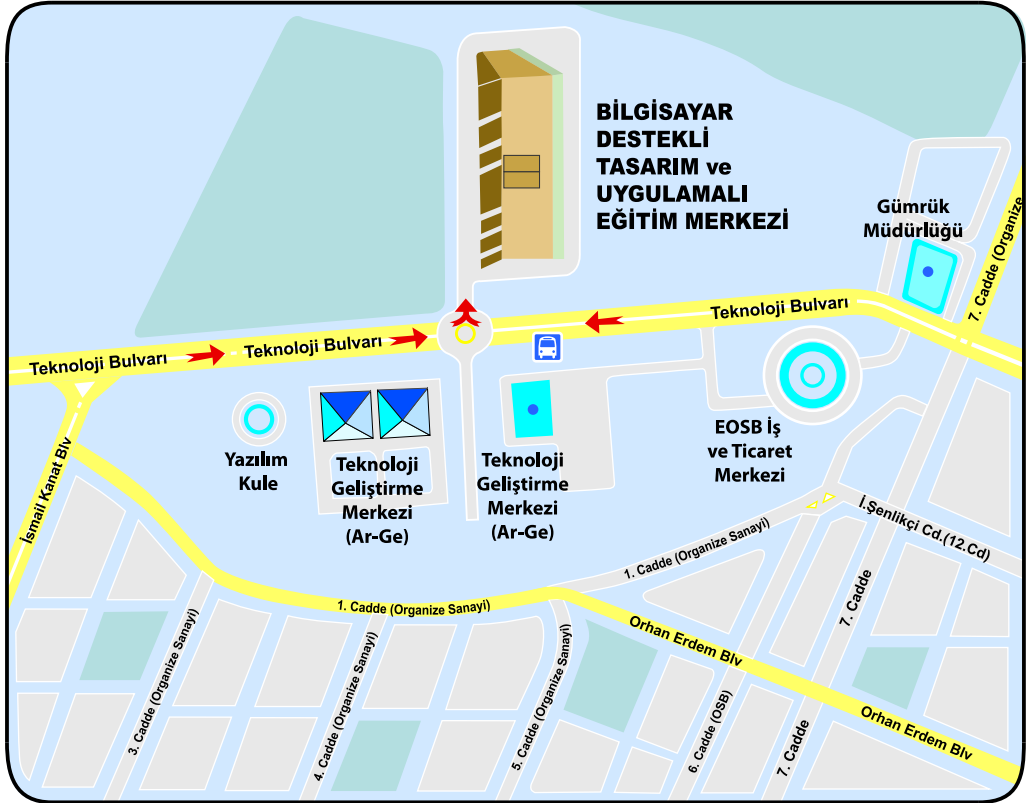 BİLGİSAYAR
DESTEKLİ
TASARIM ve
UYGULAMALI
EĞİTİM MERKEZİ
Gümrük
Müdürlüğü
7. Cadde (Organize
Teknoloji Bulvarı
Teknoloji Bulvarı
Teknoloji Bulvarı
Yazılım
Kule
Teknoloji
Geliştirme
Merkezi
(Ar-Ge)
Teknoloji
Geliştirme
Merkezi
(Ar-Ge)
EOSB İş
ve Ticaret
Merkezi
İsmail Kanat Blv
İ.Şenlikçi Cd.(12.Cd)
1. Cadde (Organize Sanayi)
1. Cadde (Organize Sanayi)
7. Cadde
Orhan Erdem Blv
3. Cadde (Organize Sanayi)
4. Cadde (Organize Sanayi)
5. Cadde (Organize Sanayi)
6. Cadde (OSB)
7. Cadde
Orhan Erdem Blv